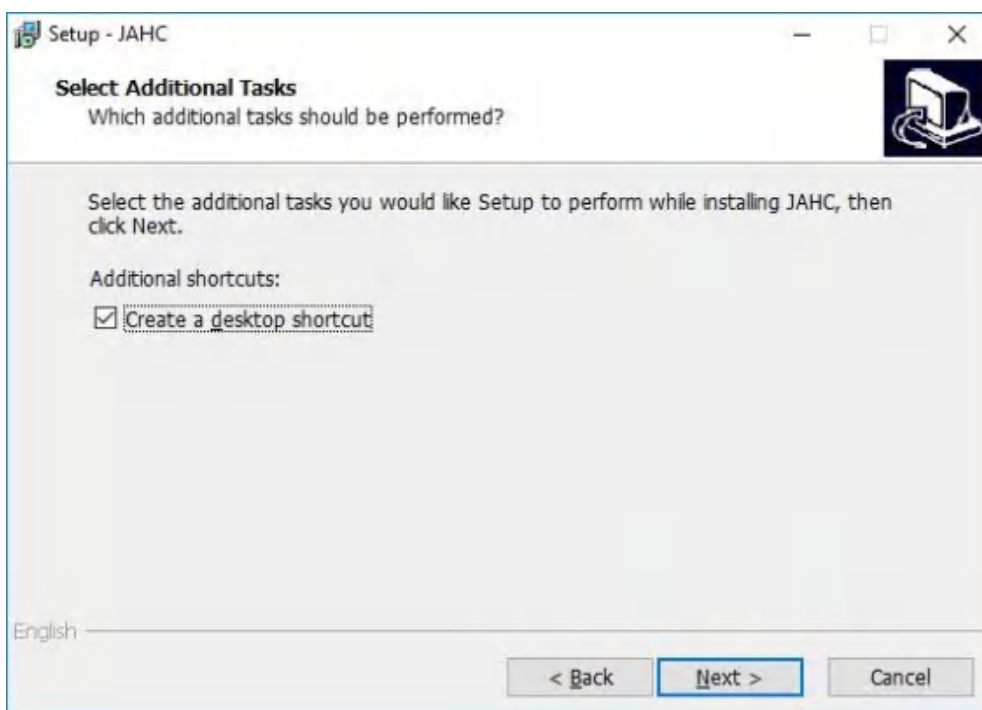 Setup - JAHC
Select Additional Tasks
Which additional tasks should be performed?
Select the additional tasks you would like Setup to perform while installing JAHC, then
click Next.
Additional shortcuts:
Create a desktop shortcut
English
< Back
Next >
Cancel